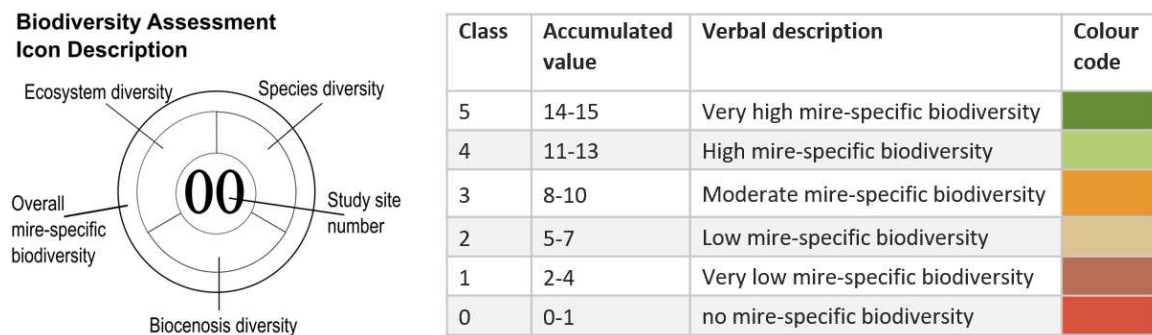 Biodiversity Assessment
Icon Description
Ecosystem diversity
Species diversity
00
Overall
mire-specific
biodiversity
Study site
number
Biocenosis diversity
Class Accumulated value Verbal description Colour code
5 14-15 Very high mire-specific biodiversity
4 11-13 High mire-specific biodiversity
3 8-10 Moderate mire-specific biodiversity
2 5-7 Low mire-specific biodiversity
1 2-4 Very low mire-specific biodiversity
0 0-1 no mire-specific biodiversity